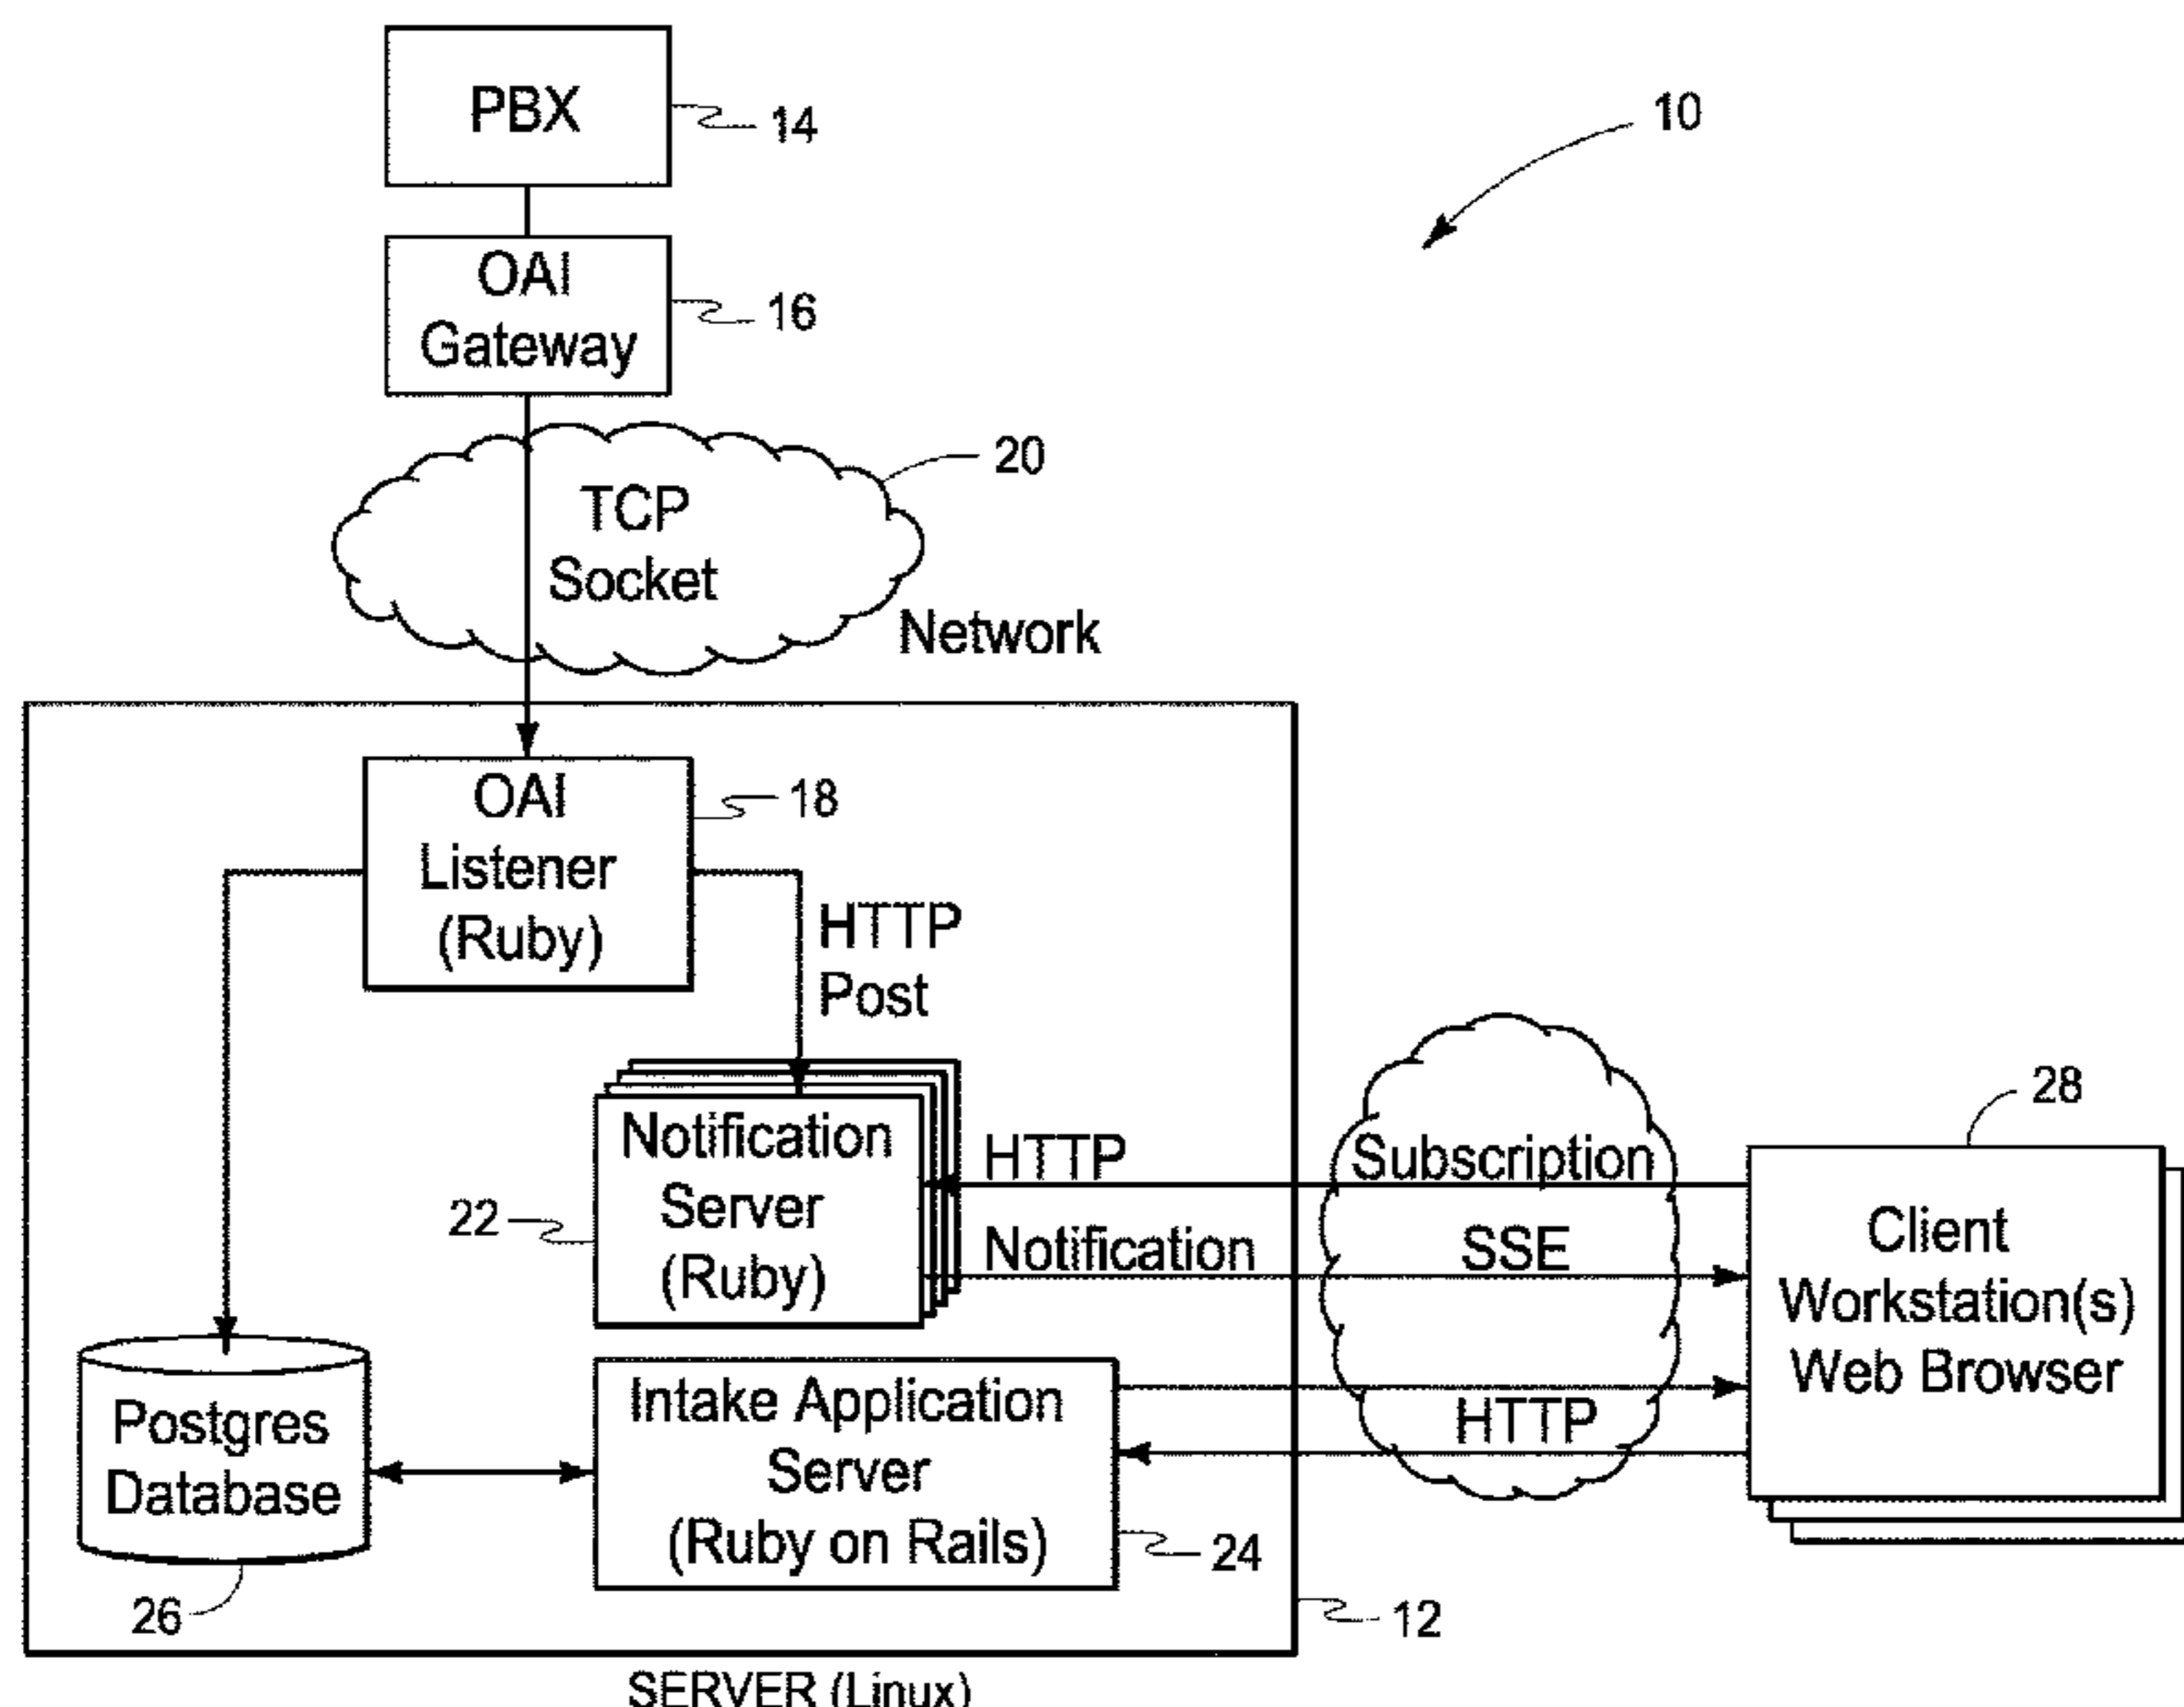 PBX
14
10
OAI
Gateway
16
20
TCP
Socket
Network
OAI
Listener
(Ruby)
18
HTTP
Post
Notification
Server
(Ruby)
22
HTTP
Subscription
Notification
SSE
28
Client
Workstation(s)
Web Browser
Postgres
Database
26
Intake Application
Server
(Ruby on Rails)
24
HTTP
12
SERVER (Linux)